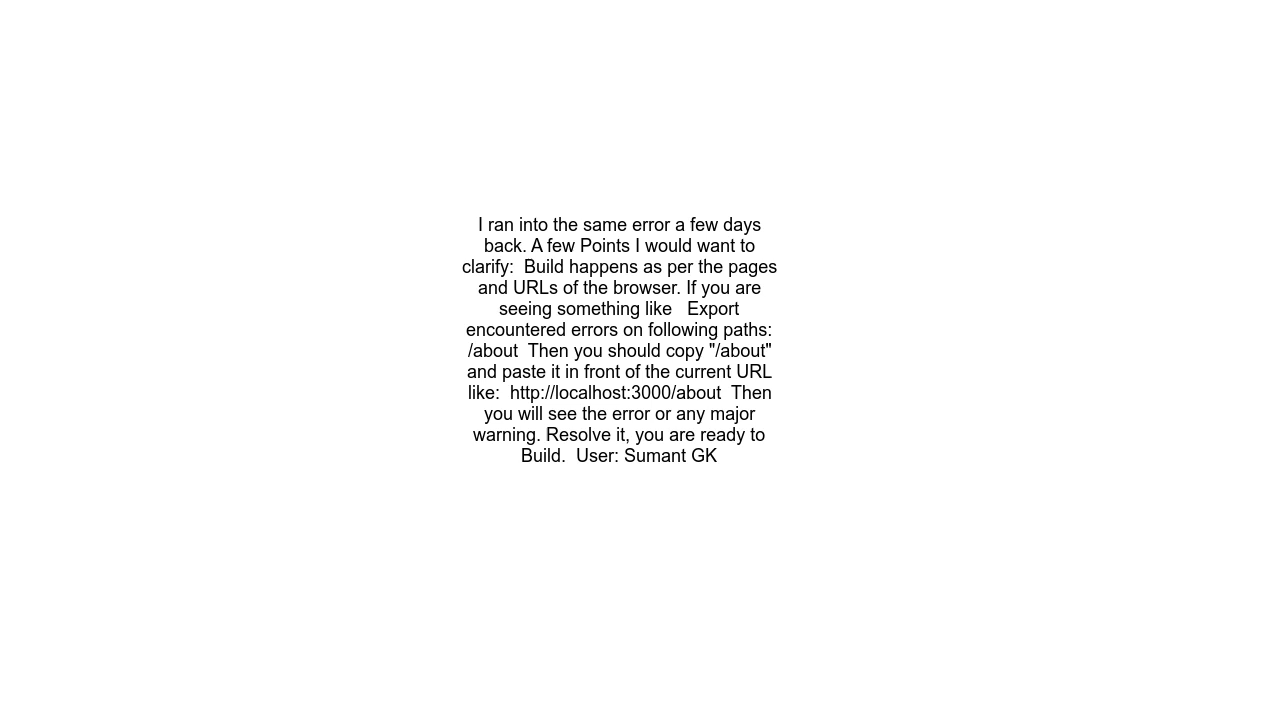 I ran into the same error a few days
back. A few Points I would want to
clarify:  Build happens as per the pages
and URLs of the browser. If you are
seeing something like   Export
encountered errors on following paths:
/about  Then you should copy "/about"
and paste it in front of the current URL
like:  http://localhost:3000/about  Then
you will see the error or any major
warning. Resolve it, you are ready to
Build.  User: Sumant GK